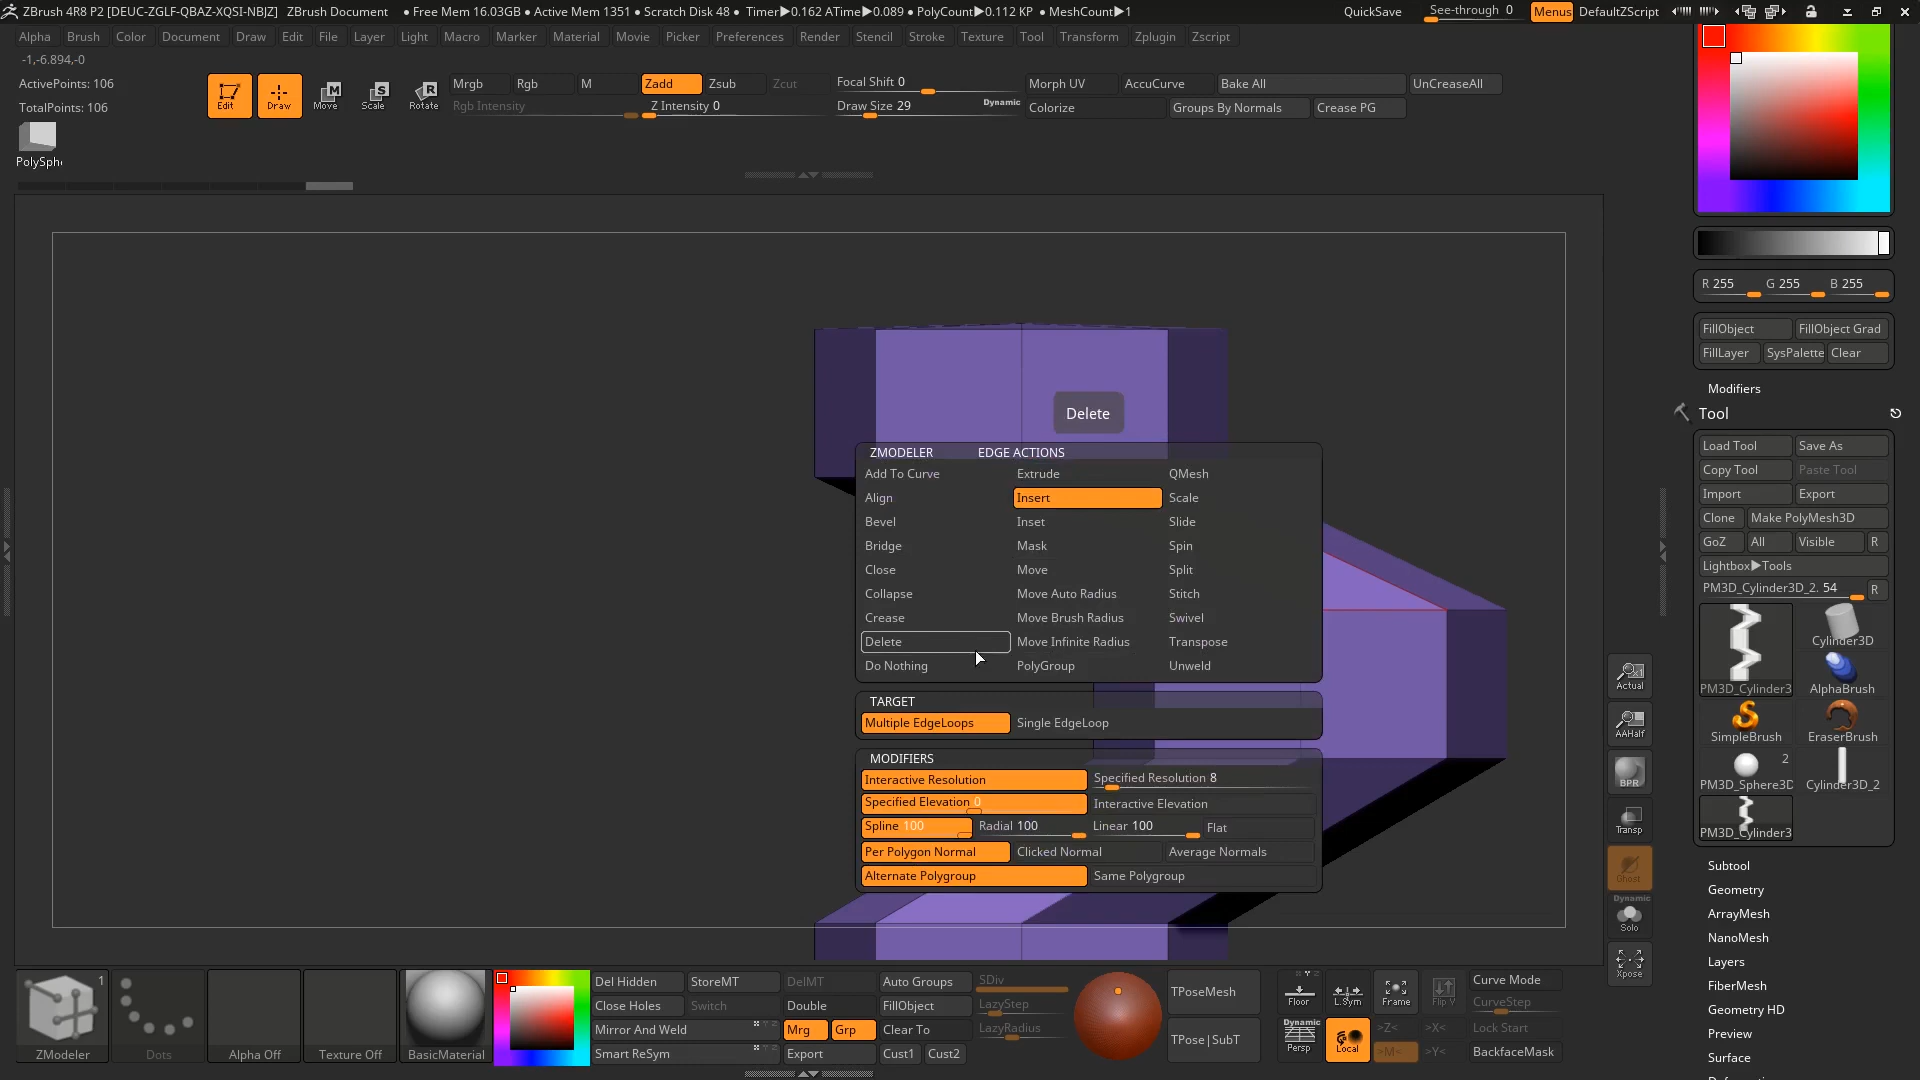 ZBrush 4R8 P2 [DEUC-ZGLF-QBAZ-XQSI-NBJZ] ZBrush Document ● Free Mem 16.03GB ● Active Mem 1351 ● Scratch Disk 48 ● Timer▶0.162 ATime▶0.089 ● PolyCount▶0.112 KP ● MeshCount▶1 QuickSave See-through 0 Menus DefaultZScript
Alpha Brush Color Document Draw Edit File Layer Light Macro Marker Material Movie Picker Preferences Render Stencil Stroke Texture Tool Transform Zplugin Zscript
-1,-6.894,-0
ActivePoints: 106
TotalPoints: 106
Edit Draw Move Scale Rotate
Mrgb Rgb M Zadd Zsub Zcut
Rgb Intensity Z Intensity 0
Focal Shift 0
Draw Size 29 Dynamic
Morph UV AccuCurve Bake All UnCreaseAll
Colorize Groups By Normals Crease PG
PolySph
Delete
ZMODELER EDGE ACTIONS
Add To Curve Extrude QMesh
Align Insert Scale
Bevel Inset Slide
Bridge Mask Spin
Close Move Split
Collapse Move Auto Radius Stitch
Crease Move Brush Radius Swivel
Delete Move Infinite Radius Transpose
Do Nothing PolyGroup Unweld
TARGET
Multiple EdgeLoops Single EdgeLoop
MODIFIERS
Interactive Resolution Specified Resolution 8
Specified Elevation 0 Interactive Elevation
Spline 100 Radial 100 Linear 100 Flat
Per Polygon Normal Clicked Normal Average Normals
Alternate Polygroup Same Polygroup
R 255 G 255 B 255
FillObject FillObject Grad
FillLayer SysPalette Clear
Modifiers
Tool
Load Tool Save As
Copy Tool Paste Tool
Import Export
Clone Make PolyMesh3D
GoZ All Visible R
Lightbox▶Tools
PM3D_Cylinder3D_2. 54 R
Cylinder3D
PM3D_Cylinder3 AlphaBrush
SimpleBrush EraserBrush
2
PM3D_Sphere3D Cylinder3D_2
PM3D_Cylinder3
Subtool
Geometry
ArrayMesh
NanoMesh
Layers
FiberMesh
Geometry HD
Preview
Surface
Actual
AAHalf
BPR
Transp
Ghost
Dynamic
Solo
Xpose
1
ZModeler Dots Alpha Off Texture Off BasicMaterial
Del Hidden StoreMT DelMT Auto Groups SDiv
Close Holes Switch Double FillObject LazyStep
Mirror And Weld Mrg Grp Clear To LazyRadius
Smart ReSym Export Cust1 Cust2
TPoseMesh
TPose|SubT
Floor L.Sym Frame Flip V
Dynamic
Persp Local >Z< >X<
>M< >Y<
Curve Mode
CurveStep
Lock Start
BackfaceMask